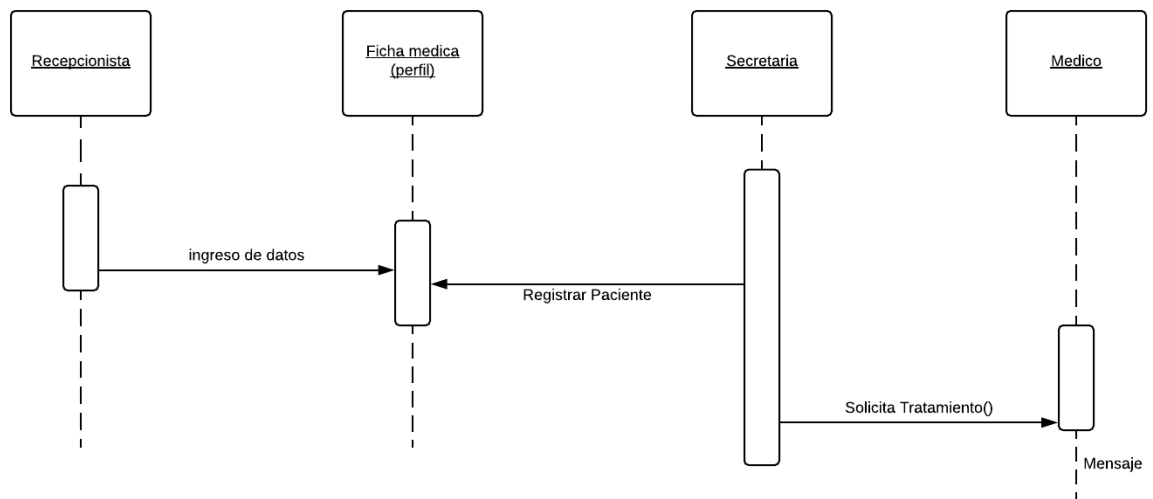 Recepcionista
Ficha medica
(perfil)
Secretaria
Medico
ingreso de datos
Registrar Paciente
Solicita Tratamiento()
Mensaje